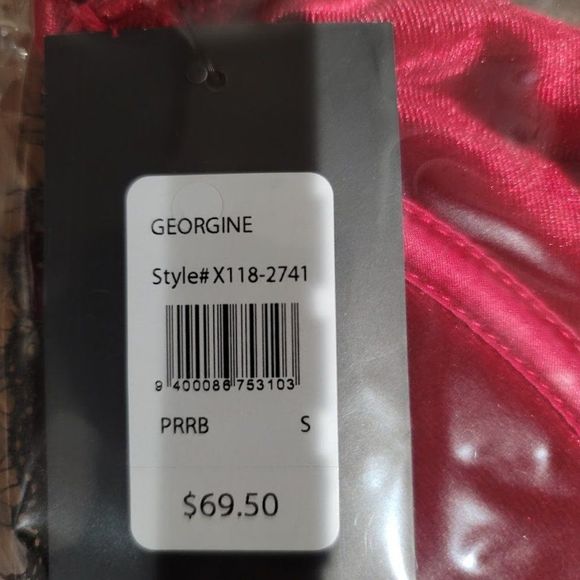 GEORGINE
Style# X118-2741
9 400086 753103
PRRB S
$69.50